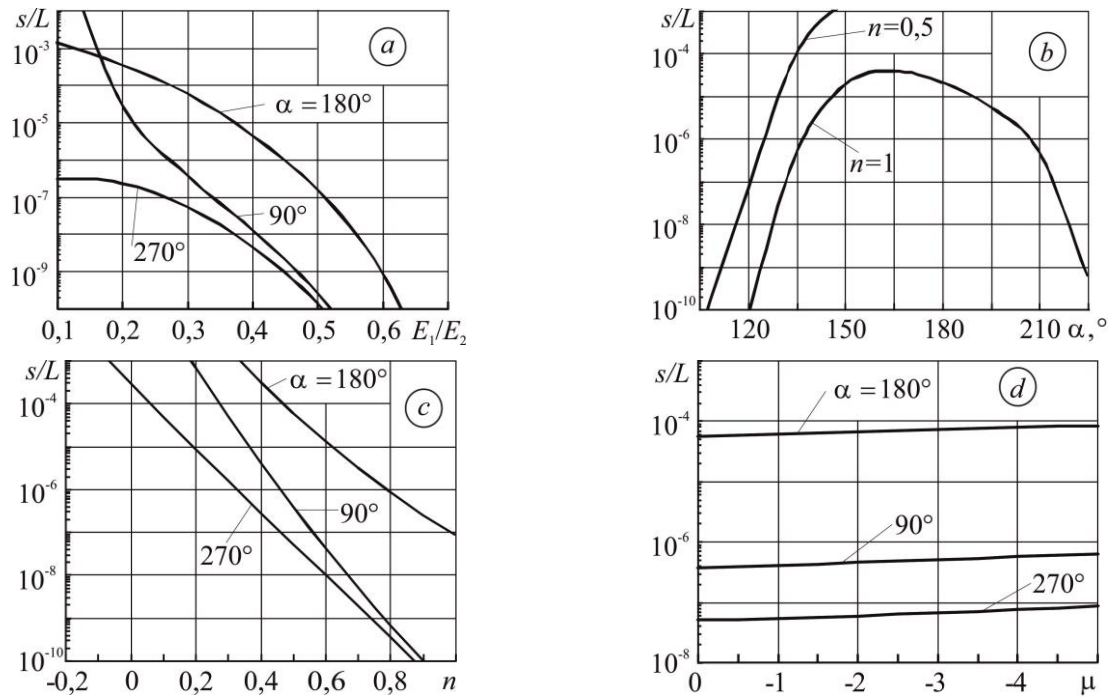 s/L
10⁻³
10⁻⁵
10⁻⁷
10⁻⁹
a
α = 180°
90°
270°
0,1 0,2 0,3 0,4 0,5 0,6 E₁/E₂
s/L
10⁻⁴
10⁻⁶
10⁻⁸
10⁻¹⁰
n=0,5
b
n=1
120 150 180 210 α,°
s/L
10⁻⁴
10⁻⁶
10⁻⁸
10⁻¹⁰
α = 180°
c
90°
270°
-0,2 0 0,2 0,4 0,6 0,8 n
s/L
10⁻⁴
10⁻⁶
10⁻⁸
d
α = 180°
90°
270°
0 -1 -2 -3 -4 μ